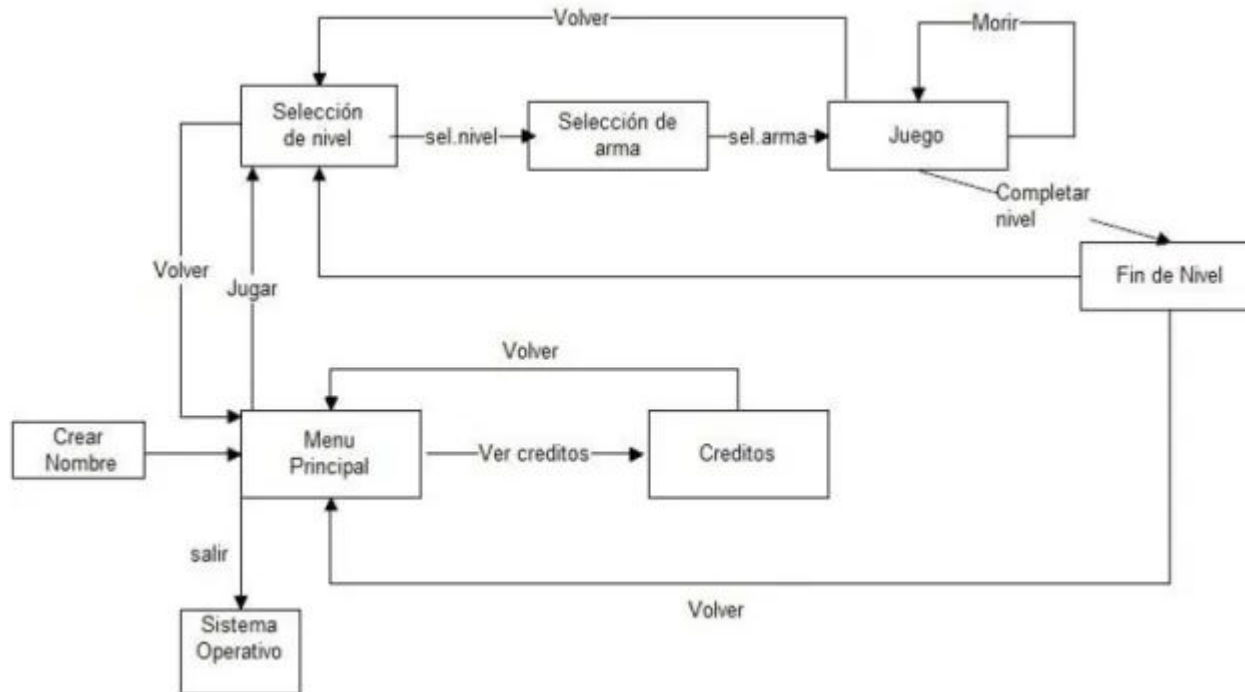 Volver
Morir
Selección
de nivel
sel.nivel
Selección de
arma
sel.arma
Juego
Completar
nivel
Volver
Jugar
Fin de Nivel
Volver
Crear
Nombre
Menu
Principal
Ver creditos
Creditos
salir
Volver
Sistema
Operativo